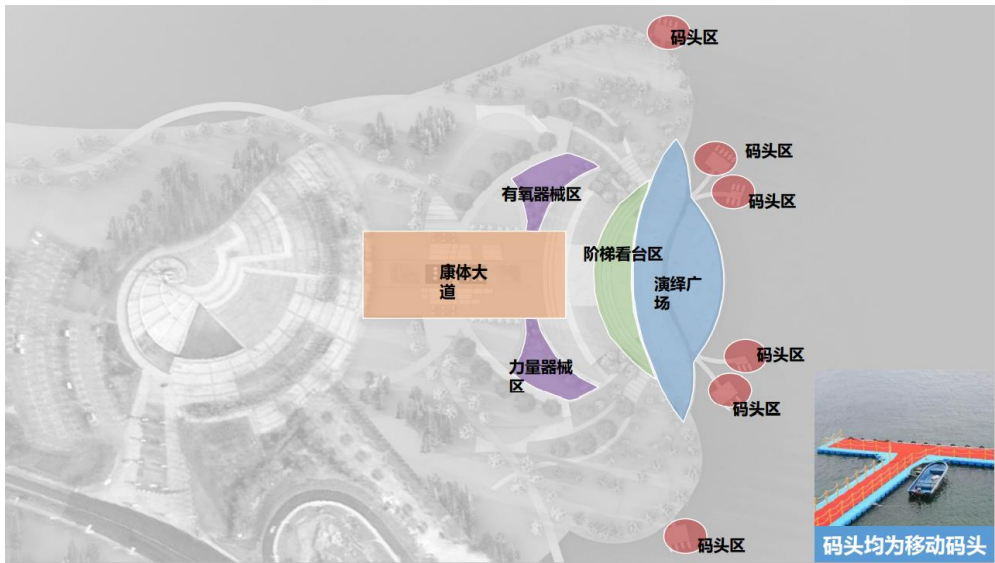 码头区
码头区
有氧器械区
码头区
阶梯看台区
康体大
道
演绎广
场
码头区
力量器械
区
码头区
码头区
码头均为移动码头